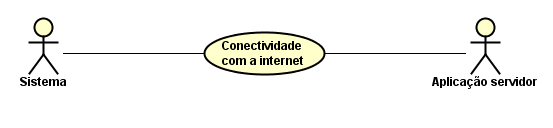 Conectividade
com a internet
Sistema
Aplicação servidor